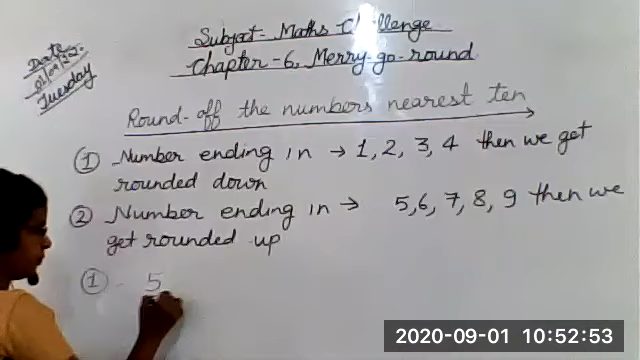 Date
01/09/20
Tuesday
Subject- Maths Challenge
Chapter-6, Merry-go-round
Round-off the numbers nearest ten
① Number ending in → 1, 2, 3, 4 then we get
rounded down
② Number ending in → 5, 6, 7, 8, 9 then we
get rounded up
① - 5
2020-09-01 10:52:53